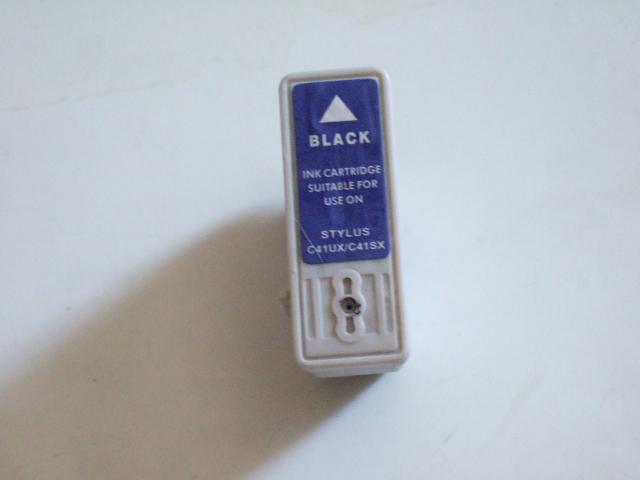 BLACK
INK CARTRIDGE
SUITABLE FOR
USE ON
STYLUS
C41UX/C41SX